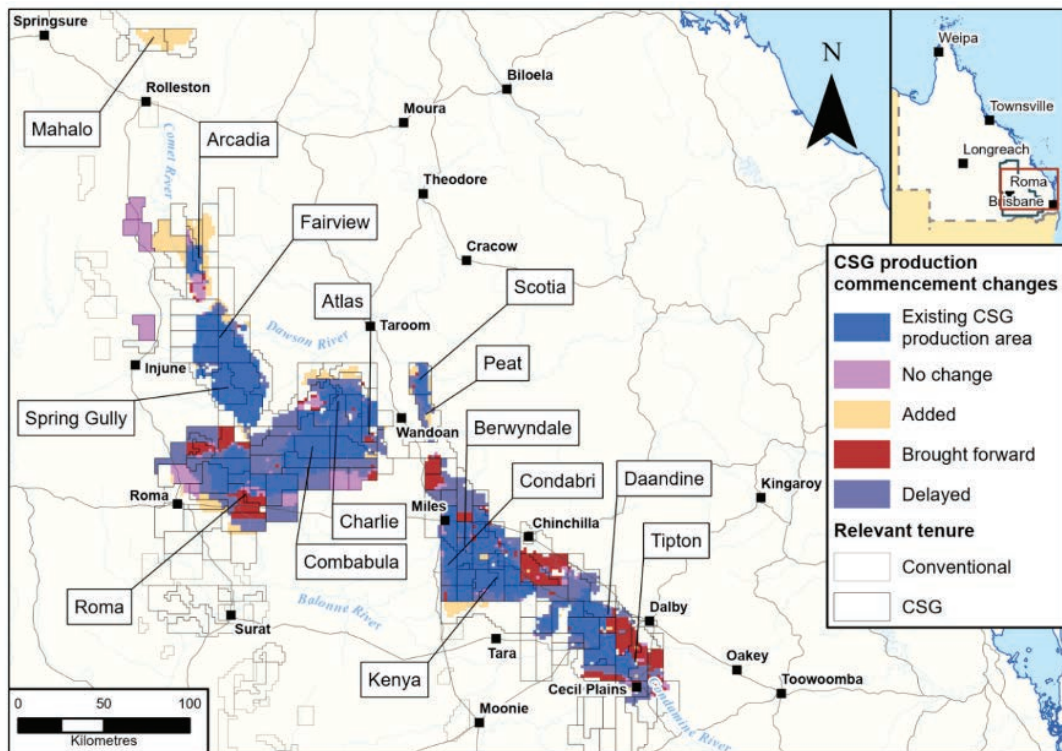 Springsure
Rolleston
Mahalo
Arcadia
Comet River
Biloela
Moura
N
Theodore
Fairview
Cracow
Scotia
Atlas
Taroom
Dawson River
Peat
Injune
Spring Gully
Wandoan
Berwyndale
Condabri
Daandine
Kingaroy
Roma
Miles
Chinchilla
Charlie
Tipton
Combabula
Roma
Balonne River
Surat
Dalby
Tara
Kenya
Oakey
Toowoomba
Cecil Plains
Condamine River
Moonie
0 50 100
Kilometres
Weipa
Townsville
Longreach
Roma
Brisbane
CSG production
commencement changes
Existing CSG
production area
No change
Added
Brought forward
Delayed
Relevant tenure
Conventional
CSG